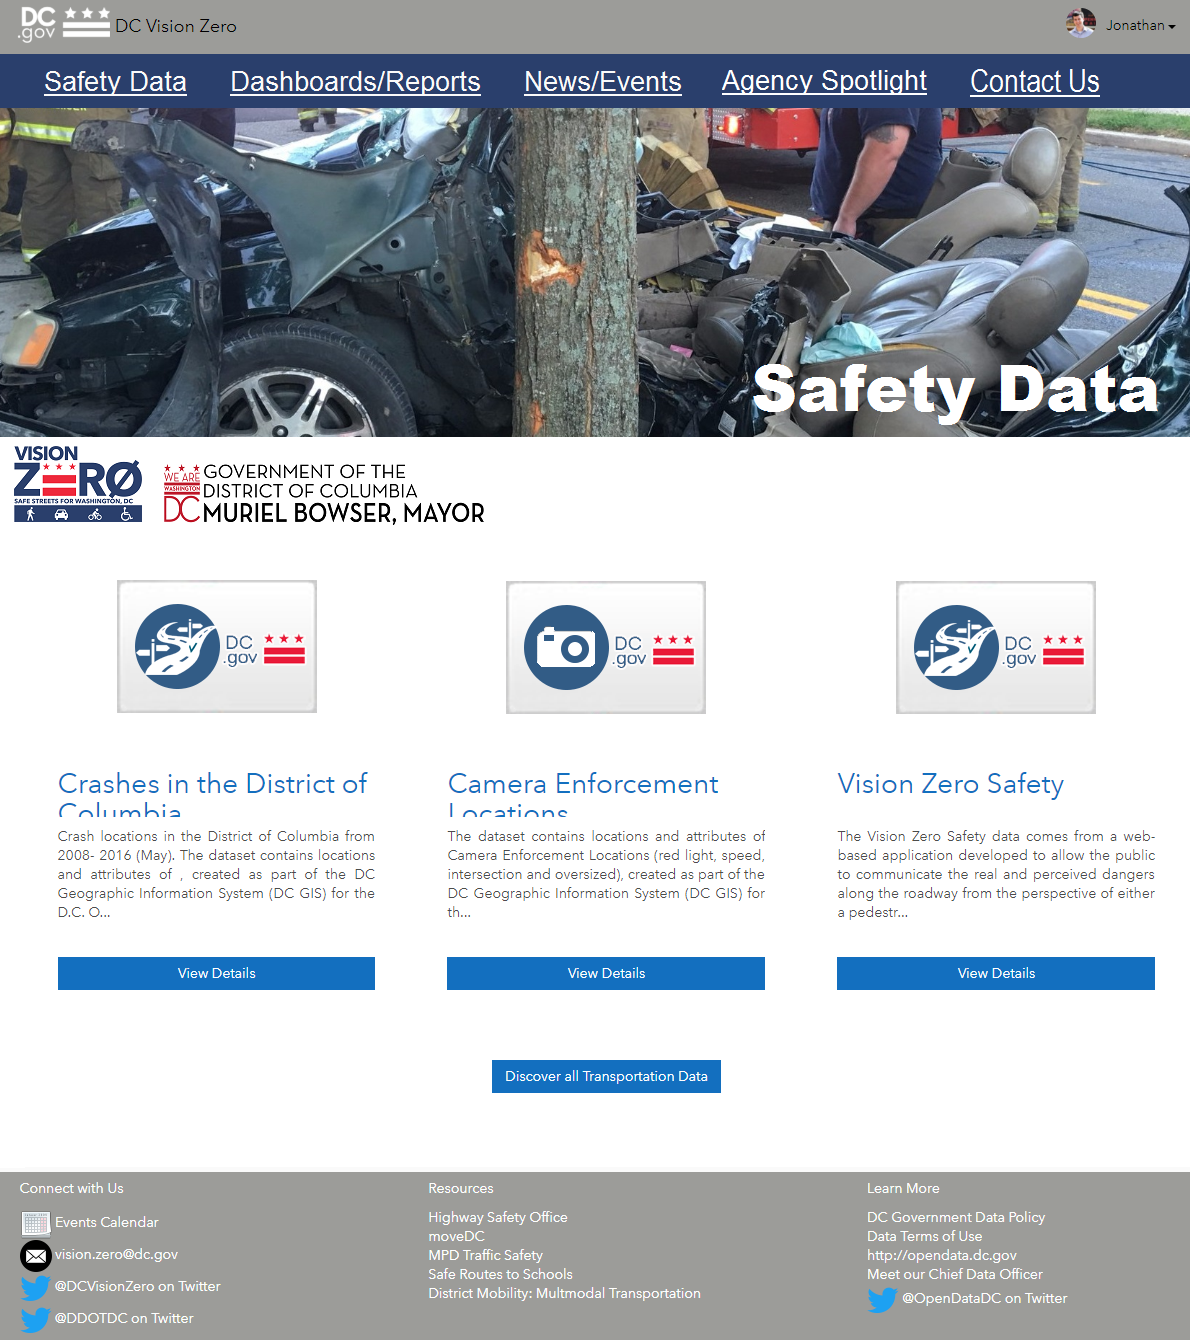 DC
.gov
DC Vision Zero
Jonathan
Safety Data
Dashboards/Reports
News/Events
Agency Spotlight
Contact Us
Safety Data
VISION
ZERØ
SAFE STREETS FOR WASHINGTON, DC
WE ARE
WASHINGTON
DC
GOVERNMENT OF THE
DISTRICT OF COLUMBIA
MURIEL BOWSER, MAYOR
DC
.gov
DC
.gov
DC
.gov
Crashes in the District of
Columbia
Crash locations in the District of Columbia from
2008- 2016 (May). The dataset contains locations
and attributes of , created as part of the DC
Geographic Information System (DC GIS) for the
D.C. O...
View Details
Camera Enforcement
Locations
The dataset contains locations and attributes of
Camera Enforcement Locations (red light, speed,
intersection and oversized), created as part of the
DC Geographic Information System (DC GIS) for
th...
View Details
Vision Zero Safety
The Vision Zero Safety data comes from a web-
based application developed to allow the public
to communicate the real and perceived dangers
along the roadway from the perspective of either
a pedestr...
View Details
Discover all Transportation Data
Connect with Us
Events Calendar
vision.zero@dc.gov
@DCVisionZero on Twitter
@DDOTDC on Twitter
Resources
Highway Safety Office
moveDC
MPD Traffic Safety
Safe Routes to Schools
District Mobility: Multmodal Transportation
Learn More
DC Government Data Policy
Data Terms of Use
http://opendata.dc.gov
Meet our Chief Data Officer
@OpenDataDC on Twitter